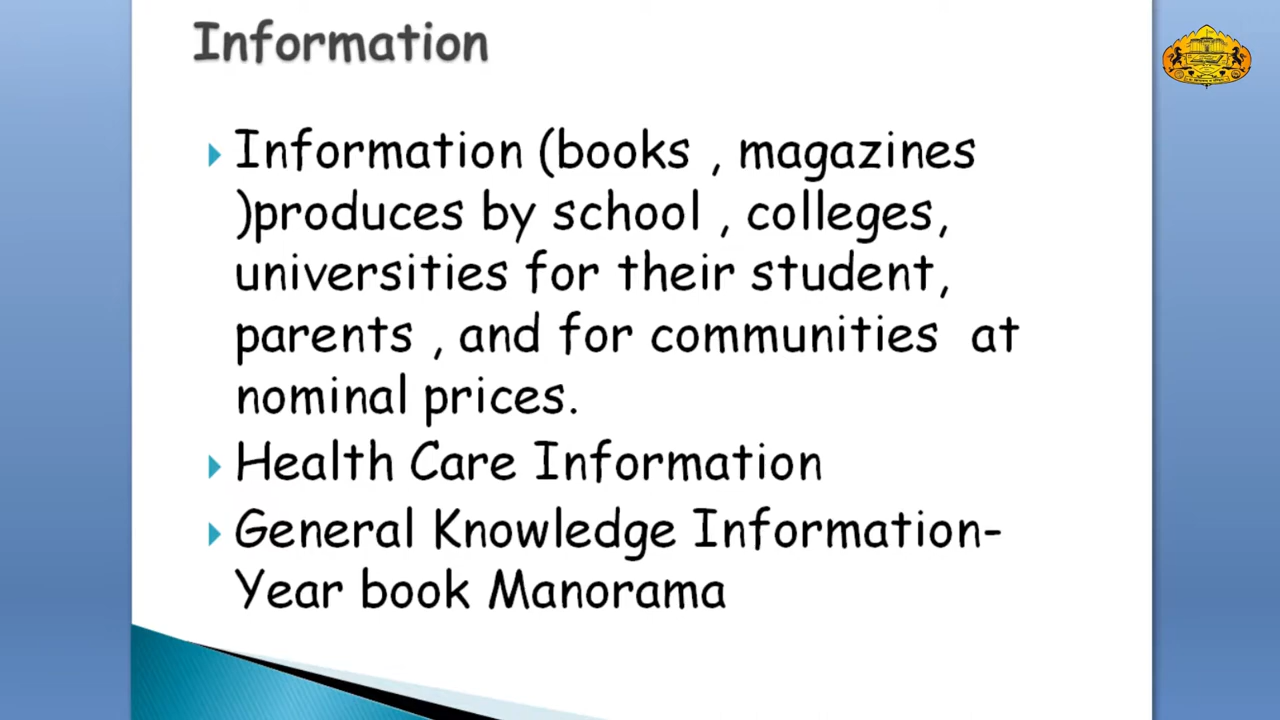 Information
Information (books , magazines
)produces by school , colleges,
universities for their student,
parents , and for communities at
nominal prices.
Health Care Information
General Knowledge Information-
Year book Manorama